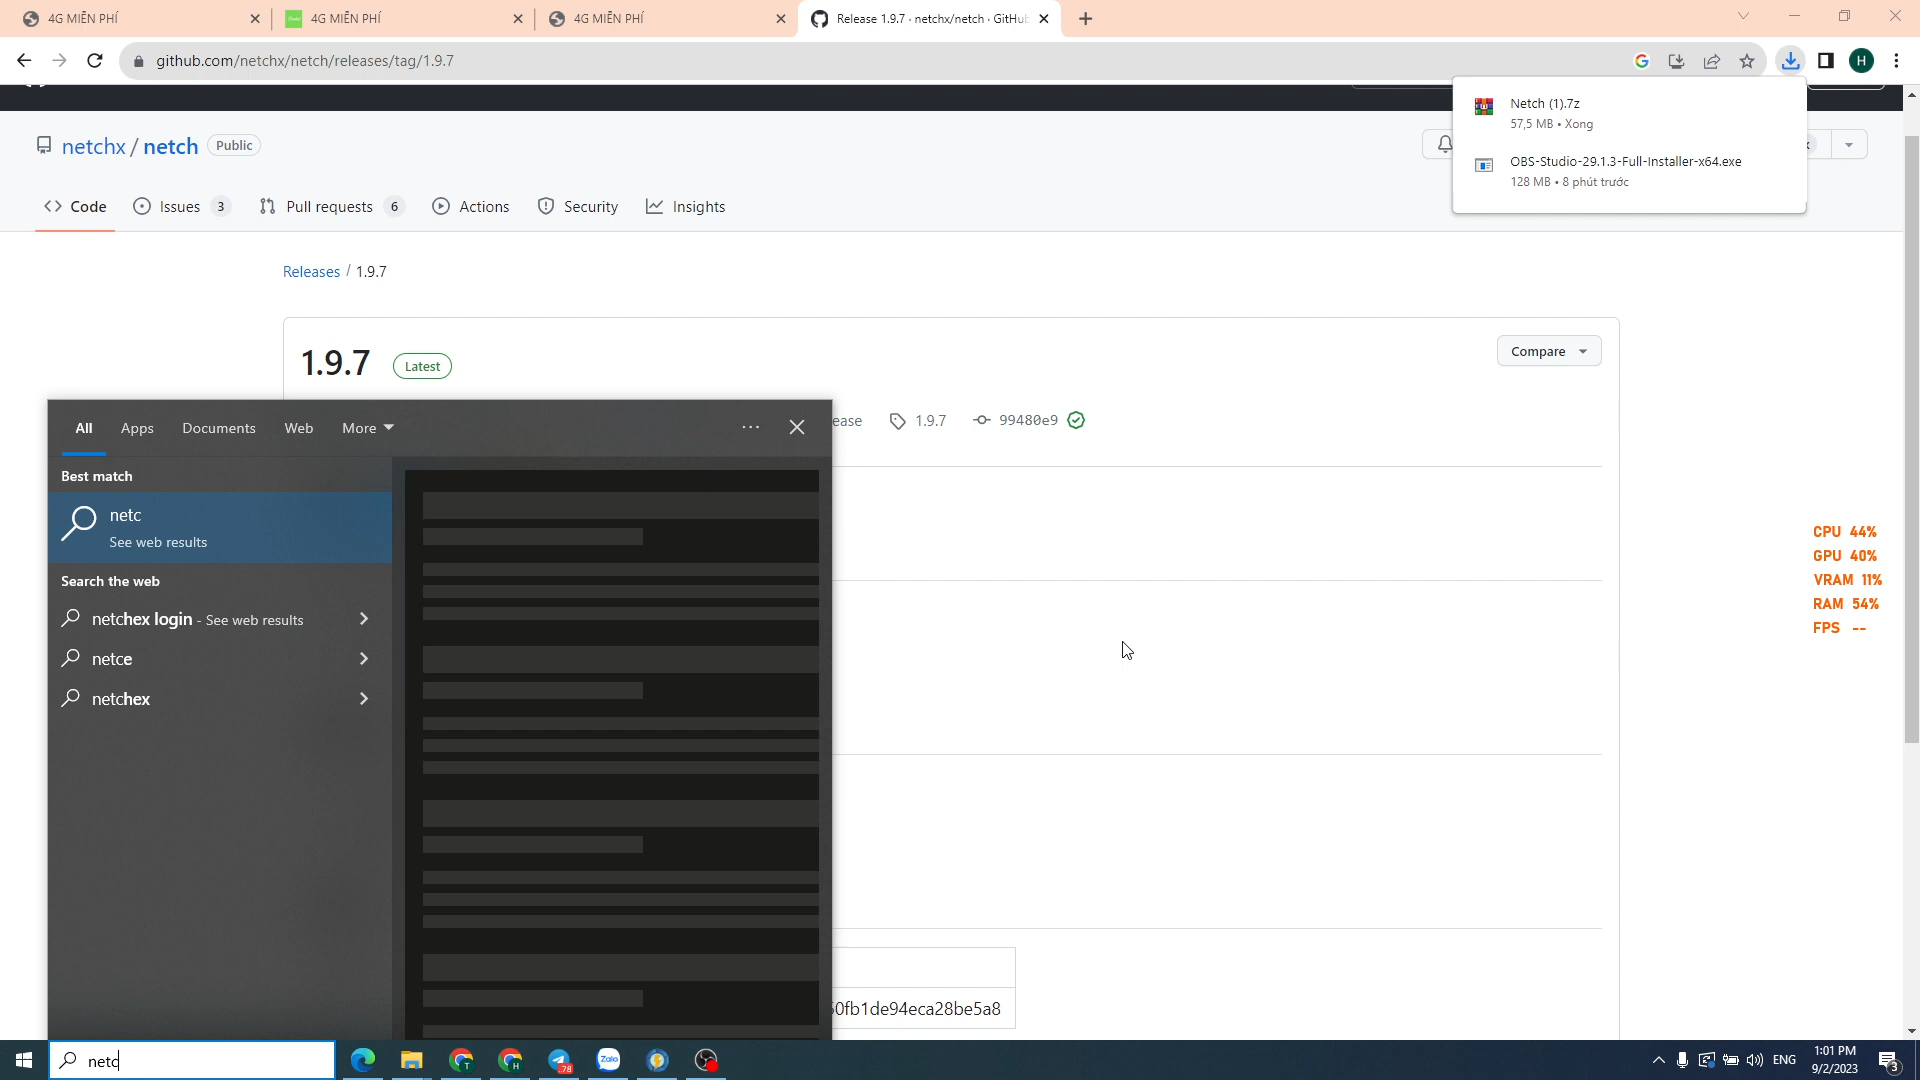 4G MIỄN PHÍ
4G MIỄN PHÍ
4G MIỄN PHÍ
Release 1.9.7 · netchx/netch · GitHub
github.com/netchx/netch/releases/tag/1.9.7
H
Netch (1).7z
57,5 MB • Xong
OBS-Studio-29.1.3-Full-Installer-x64.exe
128 MB • 8 phút trước
netchx / netch
Public
Code
Issues 3
Pull requests 6
Actions
Security
Insights
Releases / 1.9.7
1.9.7
Latest
Compare
ease
1.9.7
99480e9
All
Apps
Documents
Web
More
Best match
netc
See web results
Search the web
netchex login - See web results
netce
netchex
CPU 44%
GPU 40%
VRAM 11%
RAM 54%
FPS --
0fb1de94eca28be5a8
netc
T
H
78
Zalo
ENG
1:01 PM
9/2/2023
3